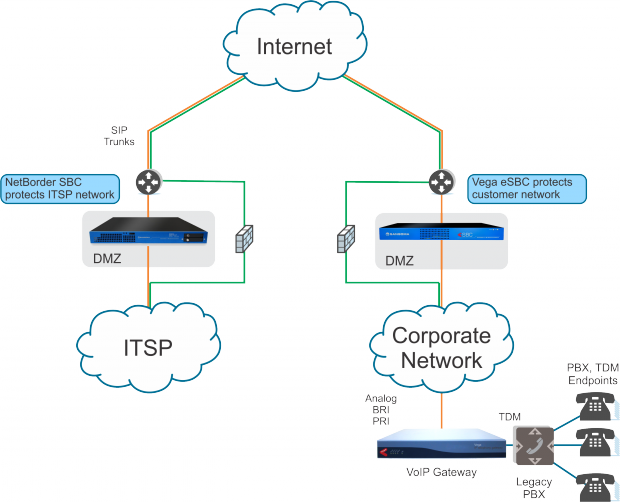 Internet
SIP
Trunks
NetBorder SBC
protects ITSP network
Vega eSBC protects
customer network
DMZ
DMZ
ITSP
Corporate
Network
PBX, TDM
Endpoints
Analog
BRI
PRI
TDM
VoIP Gateway
Legacy
PBX